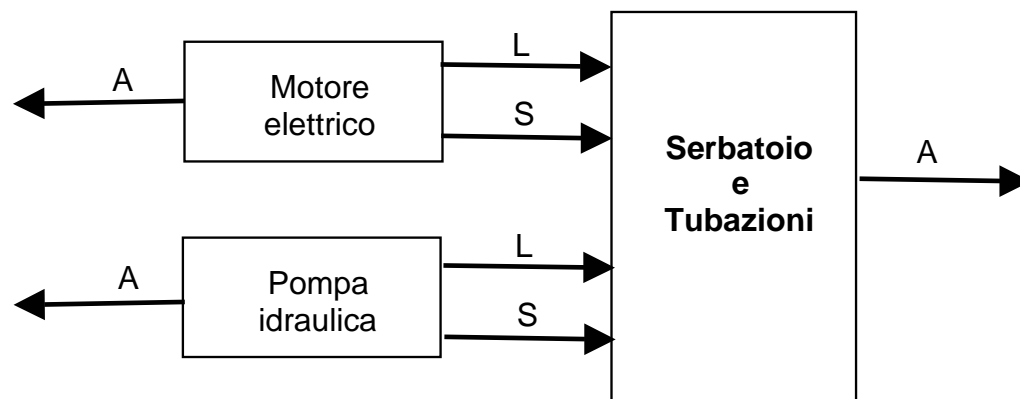 A
Motore
elettrico
L
S
Serbatoio
e
Tubazioni
A
A
Pompa
idraulica
L
S